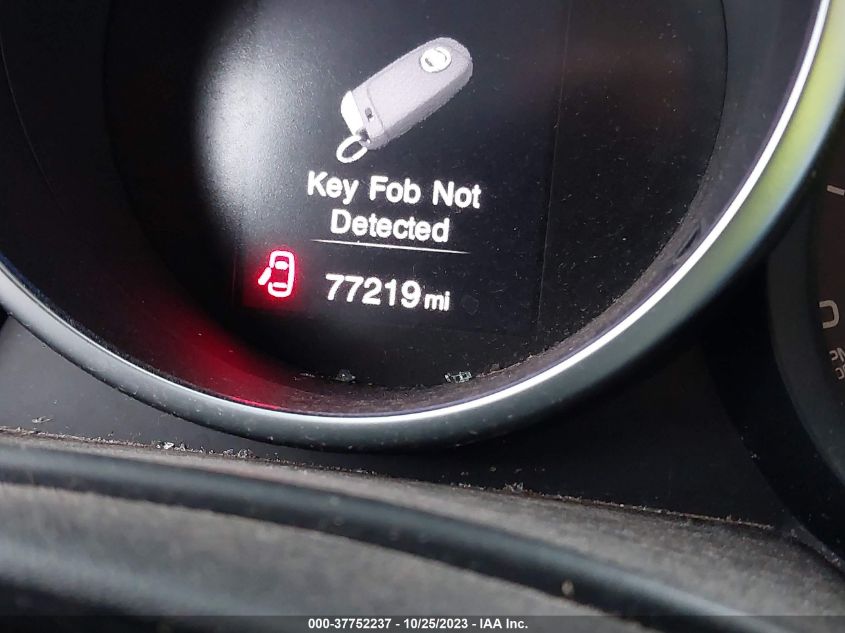 Key Fob Not
Detected
77219 mi
000-37752237 - 10/25/2023 - IAA Inc.